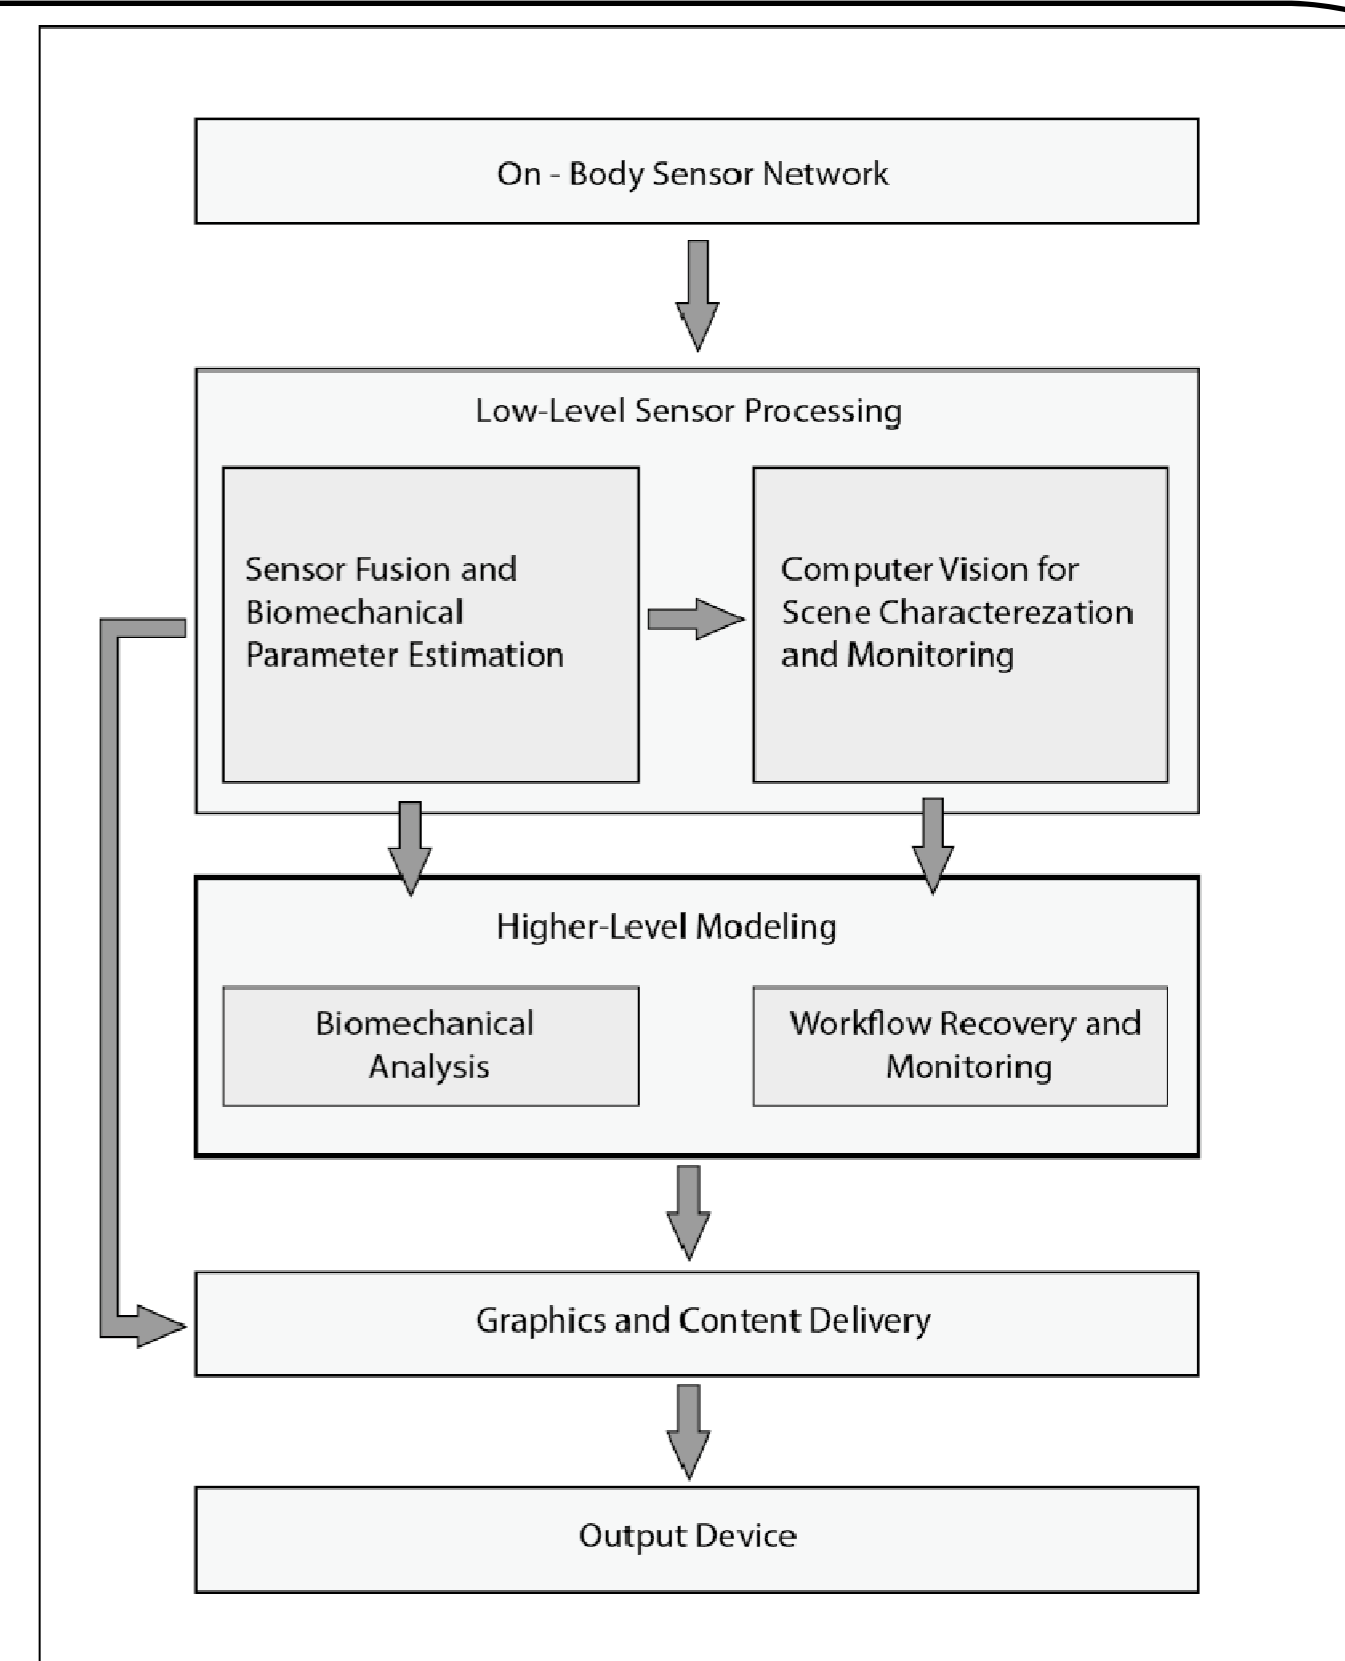 On - Body Sensor Network
Low-Level Sensor Processing
Sensor Fusion and
Biomechanical
Parameter Estimation
Computer Vision for
Scene Characterezation
and Monitoring
Higher-Level Modeling
Biomechanical
Analysis
Workflow Recovery and
Monitoring
Graphics and Content Delivery
Output Device